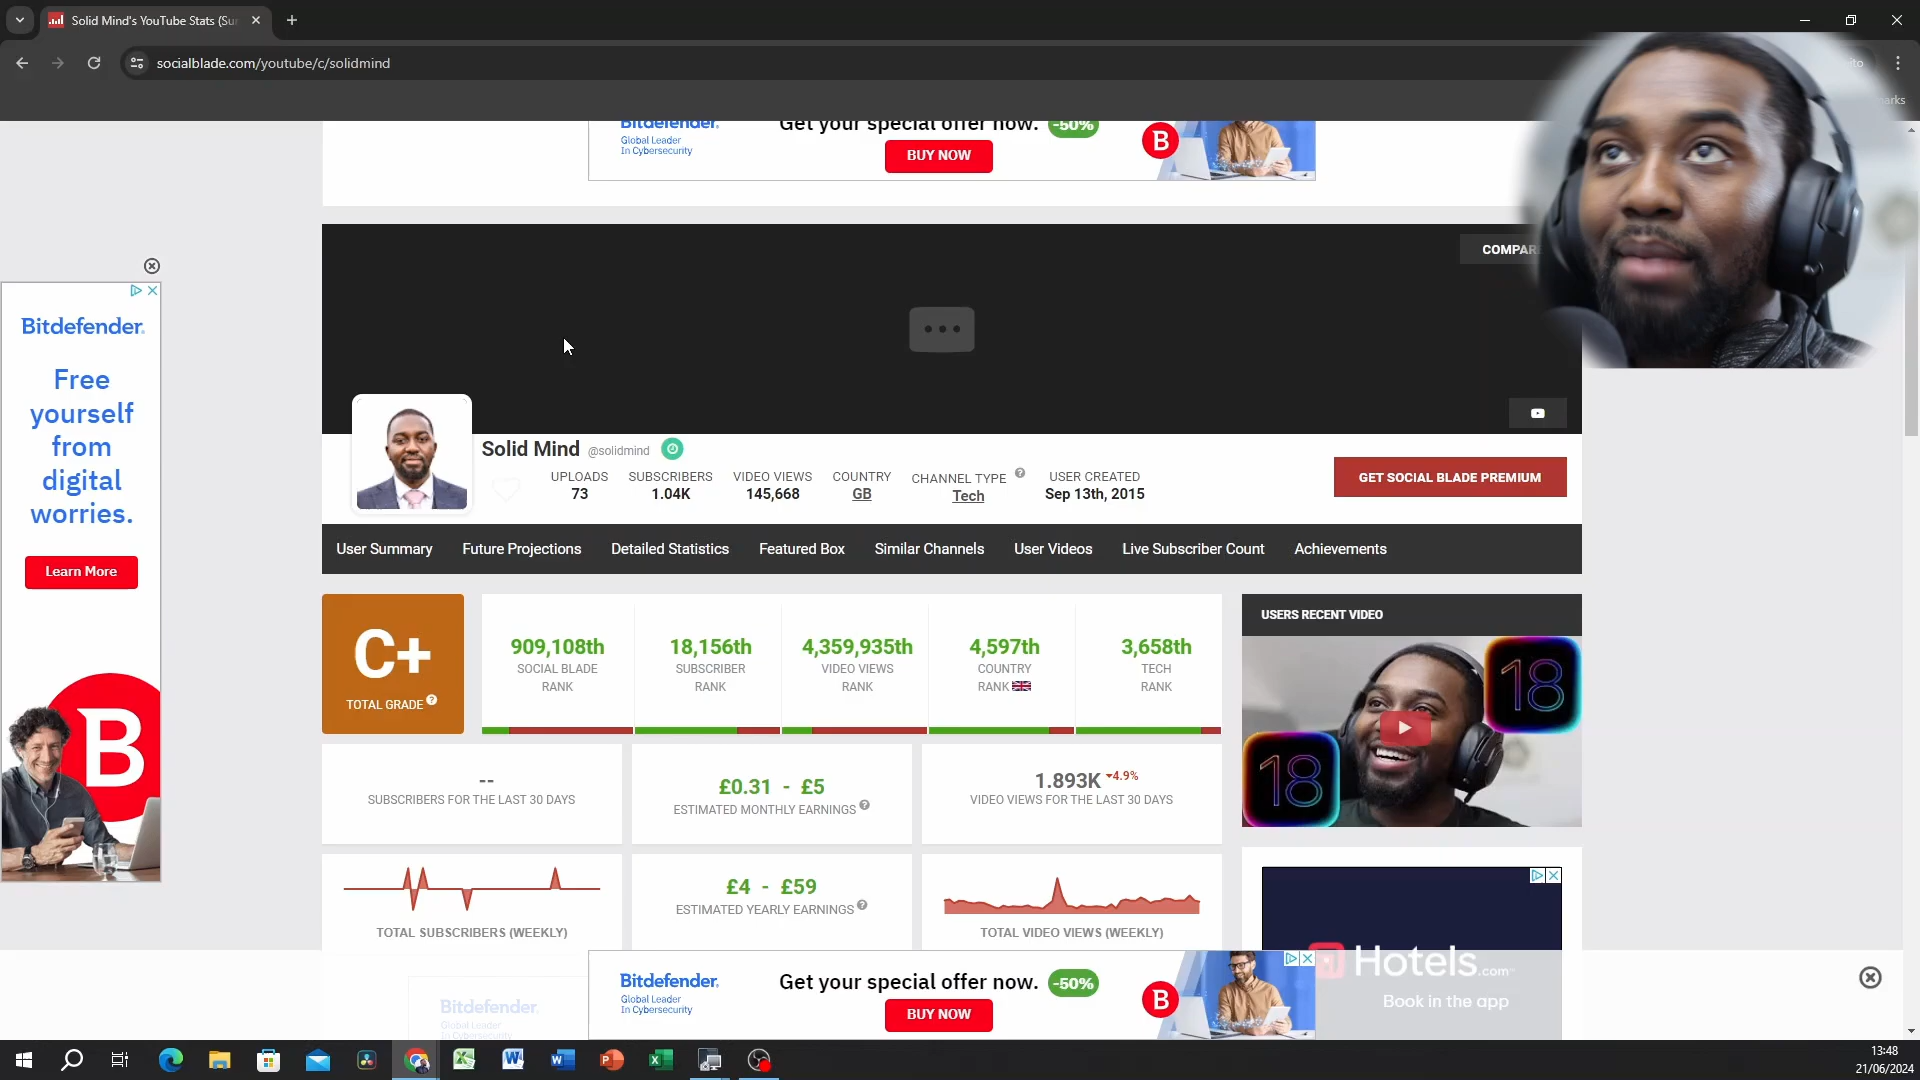 Solid Mind's YouTube Stats (Su
socialblade.com/youtube/c/solidmind
Bitdefender.
Global Leader
In Cybersecurity
Get your special offer now. -50%
BUY NOW
B
COMPAR
Bitdefender.
Free
yourself
from
digital
worries.
Learn More
B
Solid Mind @solidmind
UPLOADS
73
SUBSCRIBERS
1.04K
VIDEO VIEWS
145,668
COUNTRY
GB
CHANNEL TYPE
Tech
USER CREATED
Sep 13th, 2015
GET SOCIAL BLADE PREMIUM
User Summary Future Projections Detailed Statistics Featured Box Similar Channels User Videos Live Subscriber Count Achievements
C+
TOTAL GRADE
909,108th
SOCIAL BLADE
RANK
18,156th
SUBSCRIBER
RANK
4,359,935th
VIDEO VIEWS
RANK
4,597th
COUNTRY
RANK
3,658th
TECH
RANK
USERS RECENT VIDEO
18
18
--
SUBSCRIBERS FOR THE LAST 30 DAYS
£0.31 - £5
ESTIMATED MONTHLY EARNINGS
1.893K -4.9%
VIDEO VIEWS FOR THE LAST 30 DAYS
TOTAL SUBSCRIBERS (WEEKLY)
£4 - £59
ESTIMATED YEARLY EARNINGS
TOTAL VIDEO VIEWS (WEEKLY)
Bitdefender.
Global Leader
In Cybersecurity
Bitdefender.
Global Leader
In Cybersecurity
Get your special offer now. -50%
BUY NOW
B
Hotels.com
Book in the app
13:48
21/06/2024